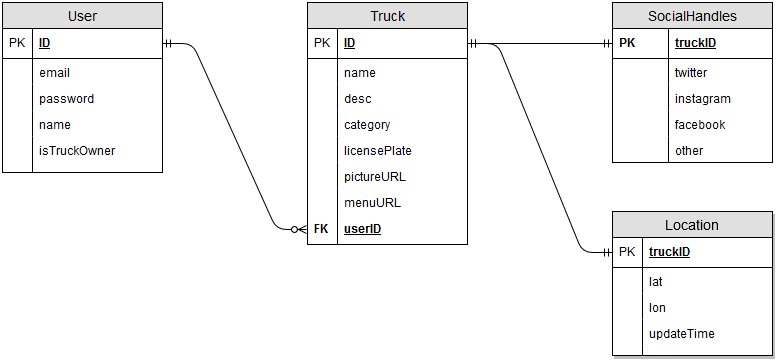 User
PK ID
email
password
name
isTruckOwner
Truck
PK ID
name
desc
category
licensePlate
pictureURL
menuURL
FK userID
SocialHandles
PK truckID
twitter
instagram
facebook
other
Location
PK truckID
lat
lon
updateTime